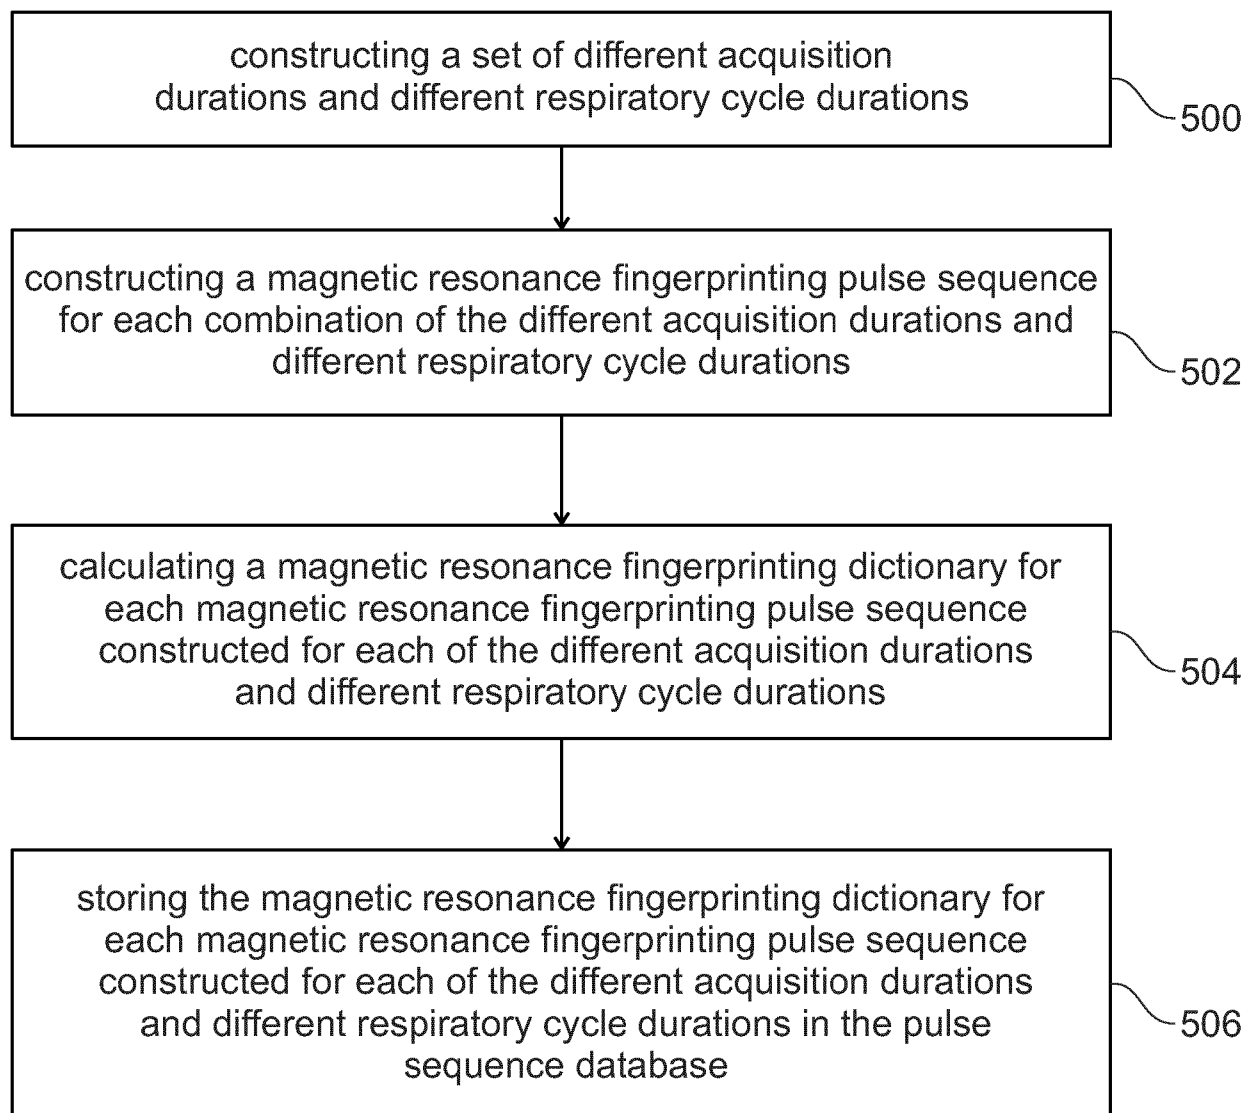 constructing a set of different acquisition
durations and different respiratory cycle durations
500
constructing a magnetic resonance fingerprinting pulse sequence
for each combination of the different acquisition durations and
different respiratory cycle durations
502
calculating a magnetic resonance fingerprinting dictionary for
each magnetic resonance fingerprinting pulse sequence
constructed for each of the different acquisition durations
and different respiratory cycle durations
504
storing the magnetic resonance fingerprinting dictionary for
each magnetic resonance fingerprinting pulse sequence
constructed for each of the different acquisition durations
and different respiratory cycle durations in the pulse
sequence database
506